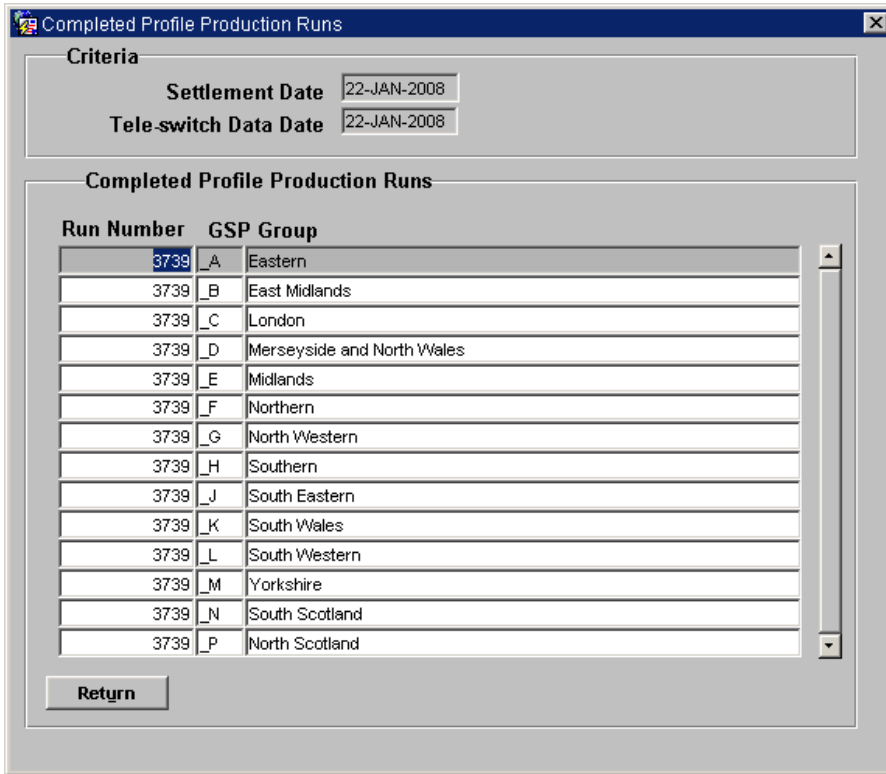 Completed Profile Production Runs
Criteria
Settlement Date 22-JAN-2008
Tele-switch Data Date 22-JAN-2008
Completed Profile Production Runs
Run Number GSP Group
3739 _A Eastern
3739 _B East Midlands
3739 _C London
3739 _D Merseyside and North Wales
3739 _E Midlands
3739 _F Northern
3739 _G North Western
3739 _H Southern
3739 _J South Eastern
3739 _K South Wales
3739 _L South Western
3739 _M Yorkshire
3739 _N South Scotland
3739 _P North Scotland
Return